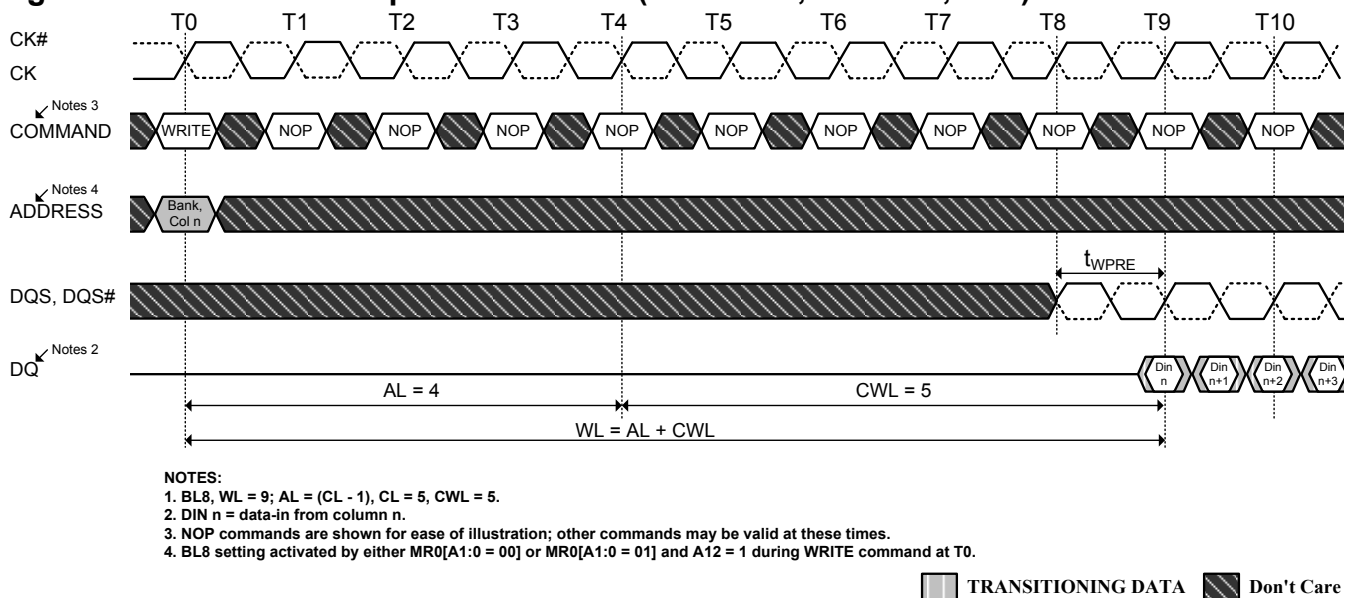 T0 T1 T2 T3 T4 T5 T6 T7 T8 T9 T10
CK#
CK
Notes 3
COMMAND
WRITE NOP NOP NOP NOP NOP NOP NOP NOP NOP NOP
Notes 4
ADDRESS
Bank,
Col n
tWPRE
DQS, DQS#
Notes 2
DQ
Din
n
Din
n+1
Din
n+2
Din
n+3
AL = 4
CWL = 5
WL = AL + CWL
NOTES:
1. BL8, WL = 9; AL = (CL - 1), CL = 5, CWL = 5.
2. DIN n = data-in from column n.
3. NOP commands are shown for ease of illustration; other commands may be valid at these times.
4. BL8 setting activated by either MR0[A1:0 = 00] or MR0[A1:0 = 01] and A12 = 1 during WRITE command at T0.
TRANSITIONING DATA
Don't Care